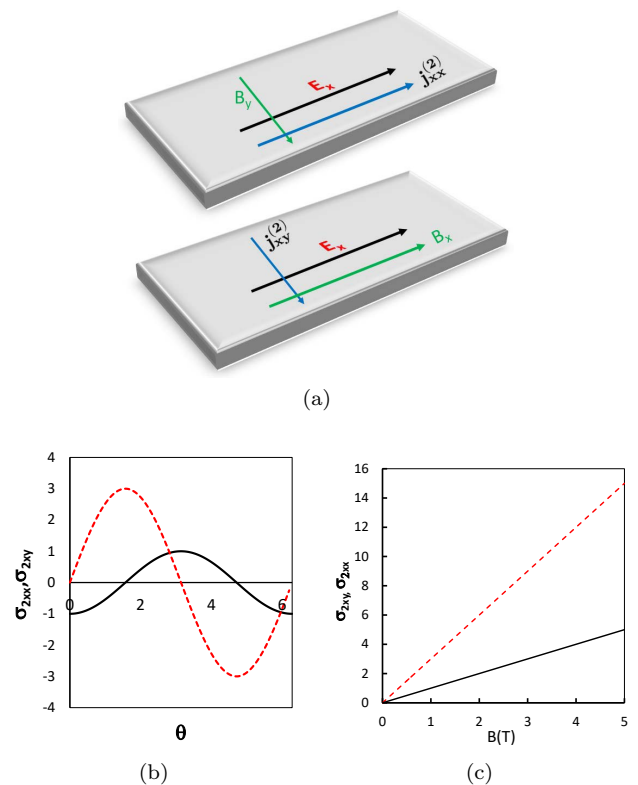 B_y E_x j_xx^(2)
j_xy^(2) E_x B_x
(a)
4
3
2
1
0
-1
-2
-3
-4
0 2 4 6
σ_2xx,σ_2xy
θ
(b)
16
14
12
10
8
6
4
2
0
0 1 2 3 4 5
σ_2xy, σ_2xx
B(T)
(c)